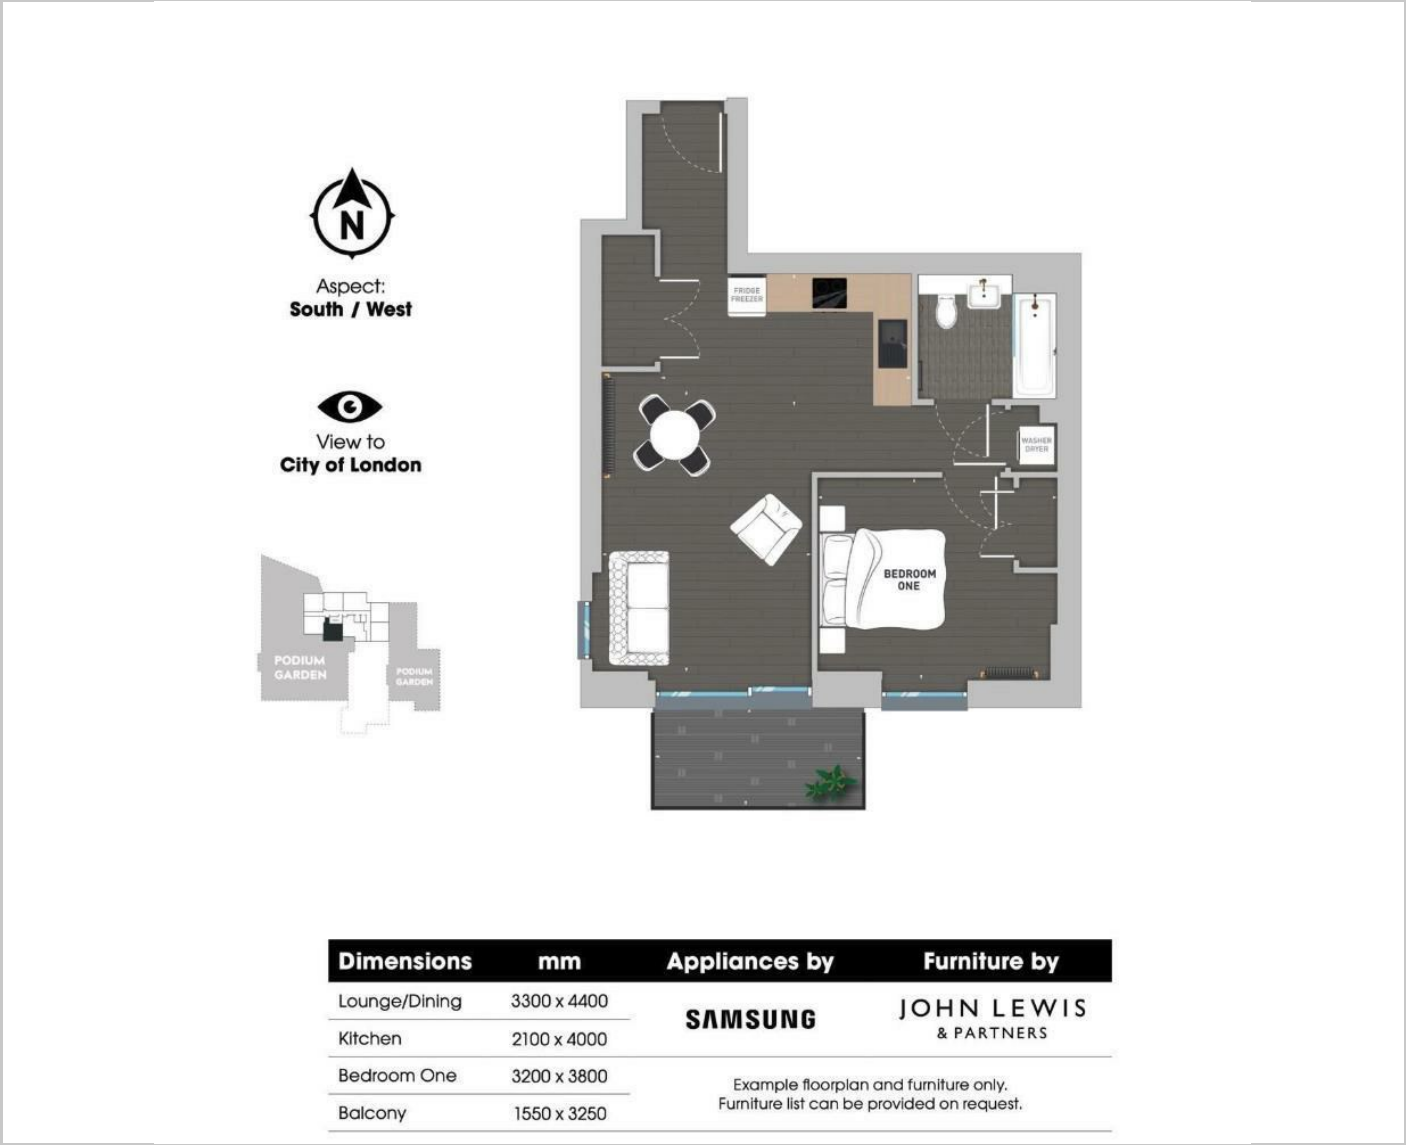 N
Aspect:
South / West
View to
City of London
PODIUM
GARDEN
PODIUM
GARDEN
FRIDGE
FREEZER
WASHER
DRYER
BEDROOM
ONE
Dimensions mm Appliances by Furniture by
Lounge/Dining 3300 x 4400
Kitchen 2100 x 4000
Bedroom One 3200 x 3800
Balcony 1550 x 3250
SAMSUNG
JOHN LEWIS
& PARTNERS
Example floorplan and furniture only.
Furniture list can be provided on request.